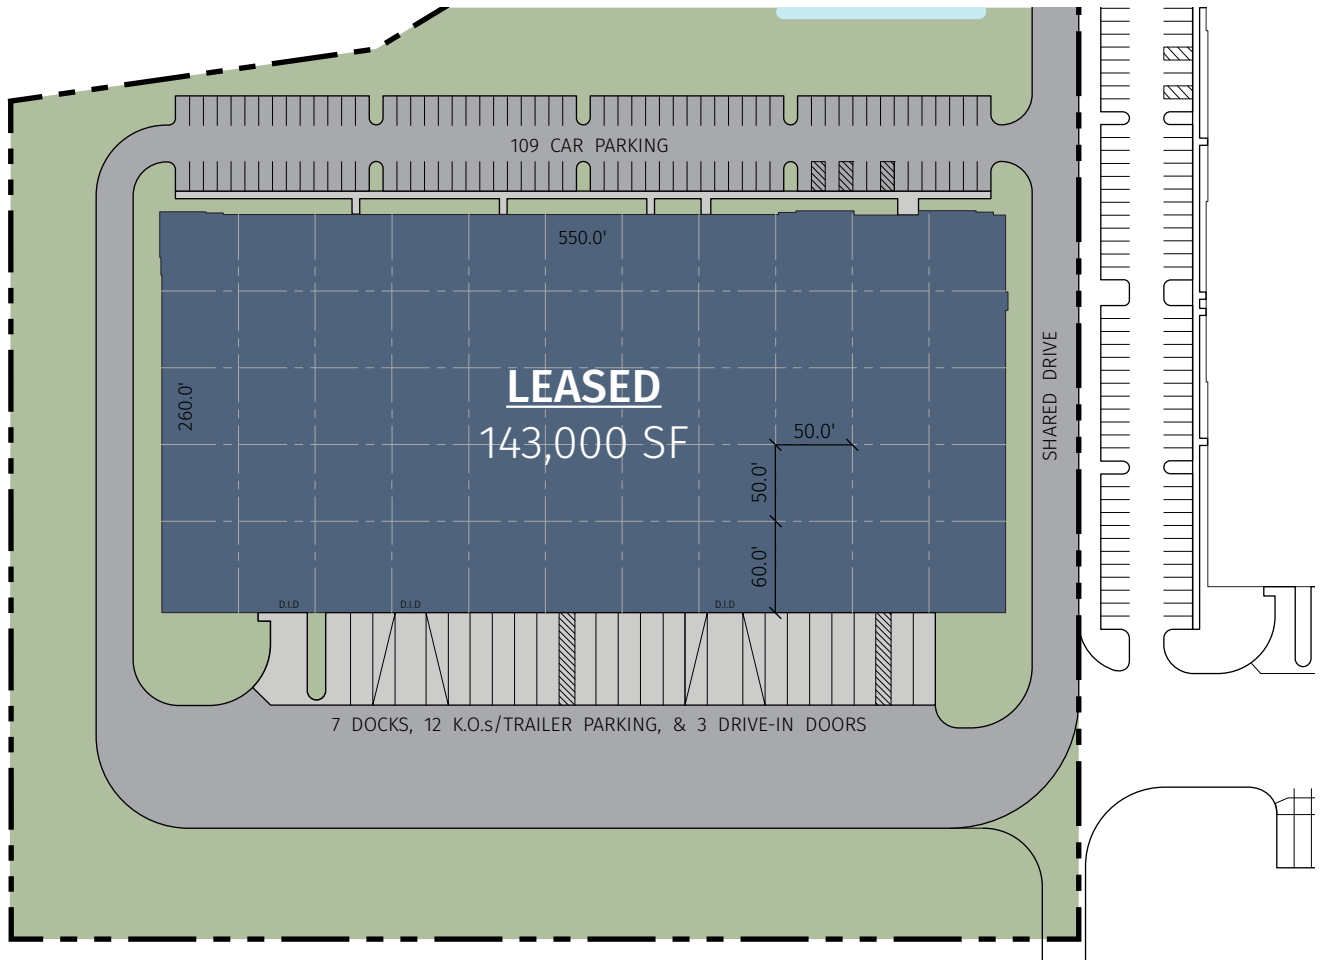 109 CAR PARKING
550.0'
LEASED
143,000 SF
260.0'
50.0'
50.0'
60.0'
SHARED DRIVE
D.I.D
D.I.D
D.I.D
7 DOCKS, 12 K.O.s/TRAILER PARKING, & 3 DRIVE-IN DOORS